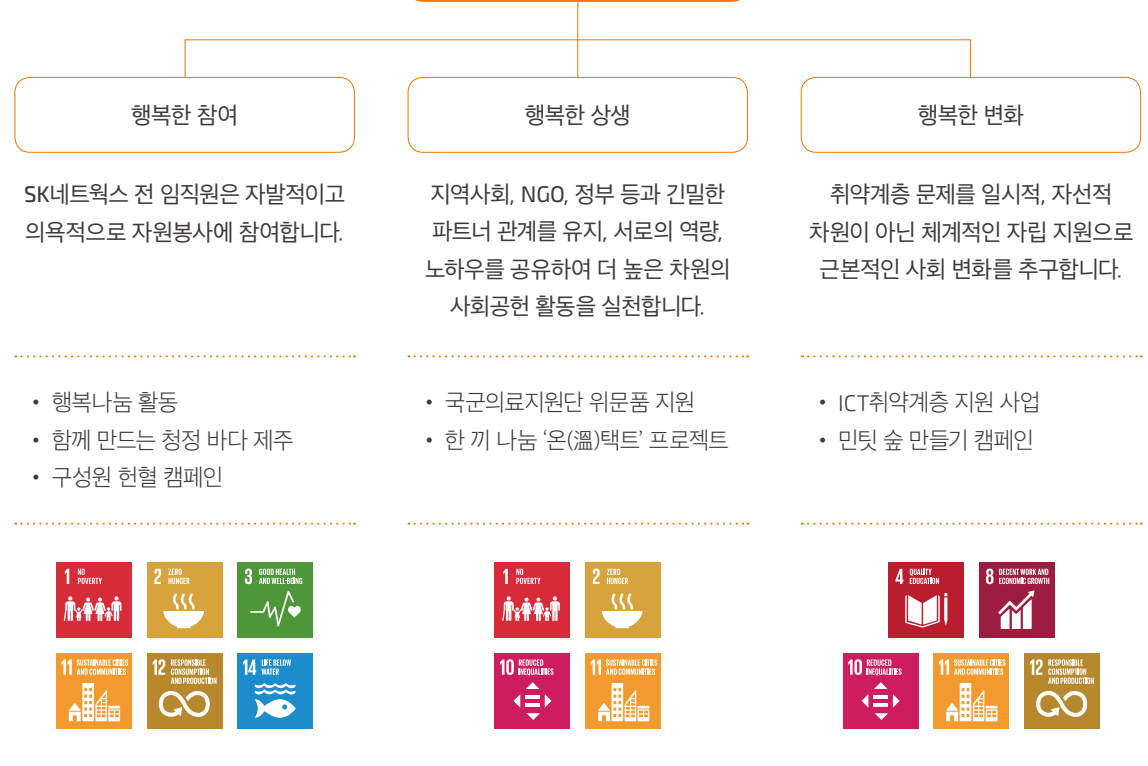 행복한 참여
SK네트웍스 전 임직원은 자발적이고
의욕적으로 자원봉사에 참여합니다.
• 행복나눔 활동
• 함께 만드는 청정 바다 제주
• 구성원 헌혈 캠페인
1 NO
POVERTY
2 ZERO
HUNGER
3 GOOD HEALTH
AND WELL-BEING
11 SUSTAINABLE CITIES
AND COMMUNITIES
12 RESPONSIBLE
CONSUMPTION
AND PRODUCTION
14 LIFE BELOW
WATER
행복한 상생
지역사회, NGO, 정부 등과 긴밀한
파트너 관계를 유지, 서로의 역량,
노하우를 공유하여 더 높은 차원의
사회공헌 활동을 실천합니다.
• 국군의료지원단 위문품 지원
• 한 끼 나눔 ‘온(溫)택트’ 프로젝트
1 NO
POVERTY
2 ZERO
HUNGER
10 REDUCED
INEQUALITIES
11 SUSTAINABLE CITIES
AND COMMUNITIES
행복한 변화
취약계층 문제를 일시적, 자선적
차원이 아닌 체계적인 자립 지원으로
근본적인 사회 변화를 추구합니다.
• ICT취약계층 지원 사업
• 민팃 숲 만들기 캠페인
4 QUALITY
EDUCATION
8 DECENT WORK AND
ECONOMIC GROWTH
10 REDUCED
INEQUALITIES
11 SUSTAINABLE CITIES
AND COMMUNITIES
12 RESPONSIBLE
CONSUMPTION
AND PRODUCTION